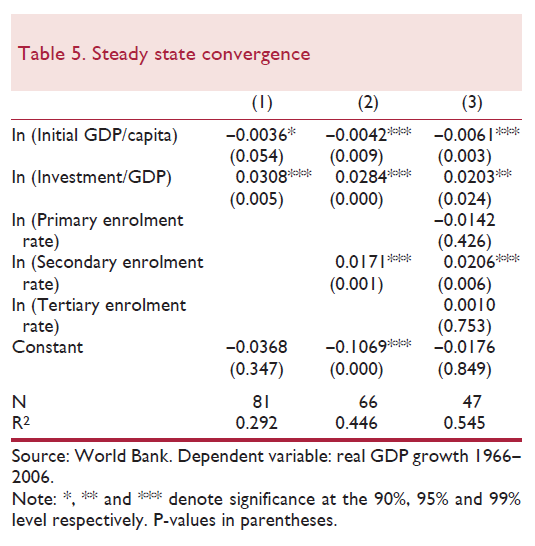 Table 5. Steady state convergence
(1) (2) (3)
ln (Initial GDP/capita) −0.0036* −0.0042*** −0.0061***
(0.054) (0.009) (0.003)
ln (Investment/GDP) 0.0308*** 0.0284*** 0.0203**
(0.005) (0.000) (0.024)
ln (Primary enrolment −0.0142
rate) (0.426)
ln (Secondary enrolment 0.0171*** 0.0206***
rate) (0.001) (0.006)
ln (Tertiary enrolment 0.0010
rate) (0.753)
Constant −0.0368 −0.1069*** −0.0176
(0.347) (0.000) (0.849)
N 81 66 47
R² 0.292 0.446 0.545
Source: World Bank. Dependent variable: real GDP growth 1966–
2006.
Note: *, ** and *** denote significance at the 90%, 95% and 99%
level respectively. P-values in parentheses.